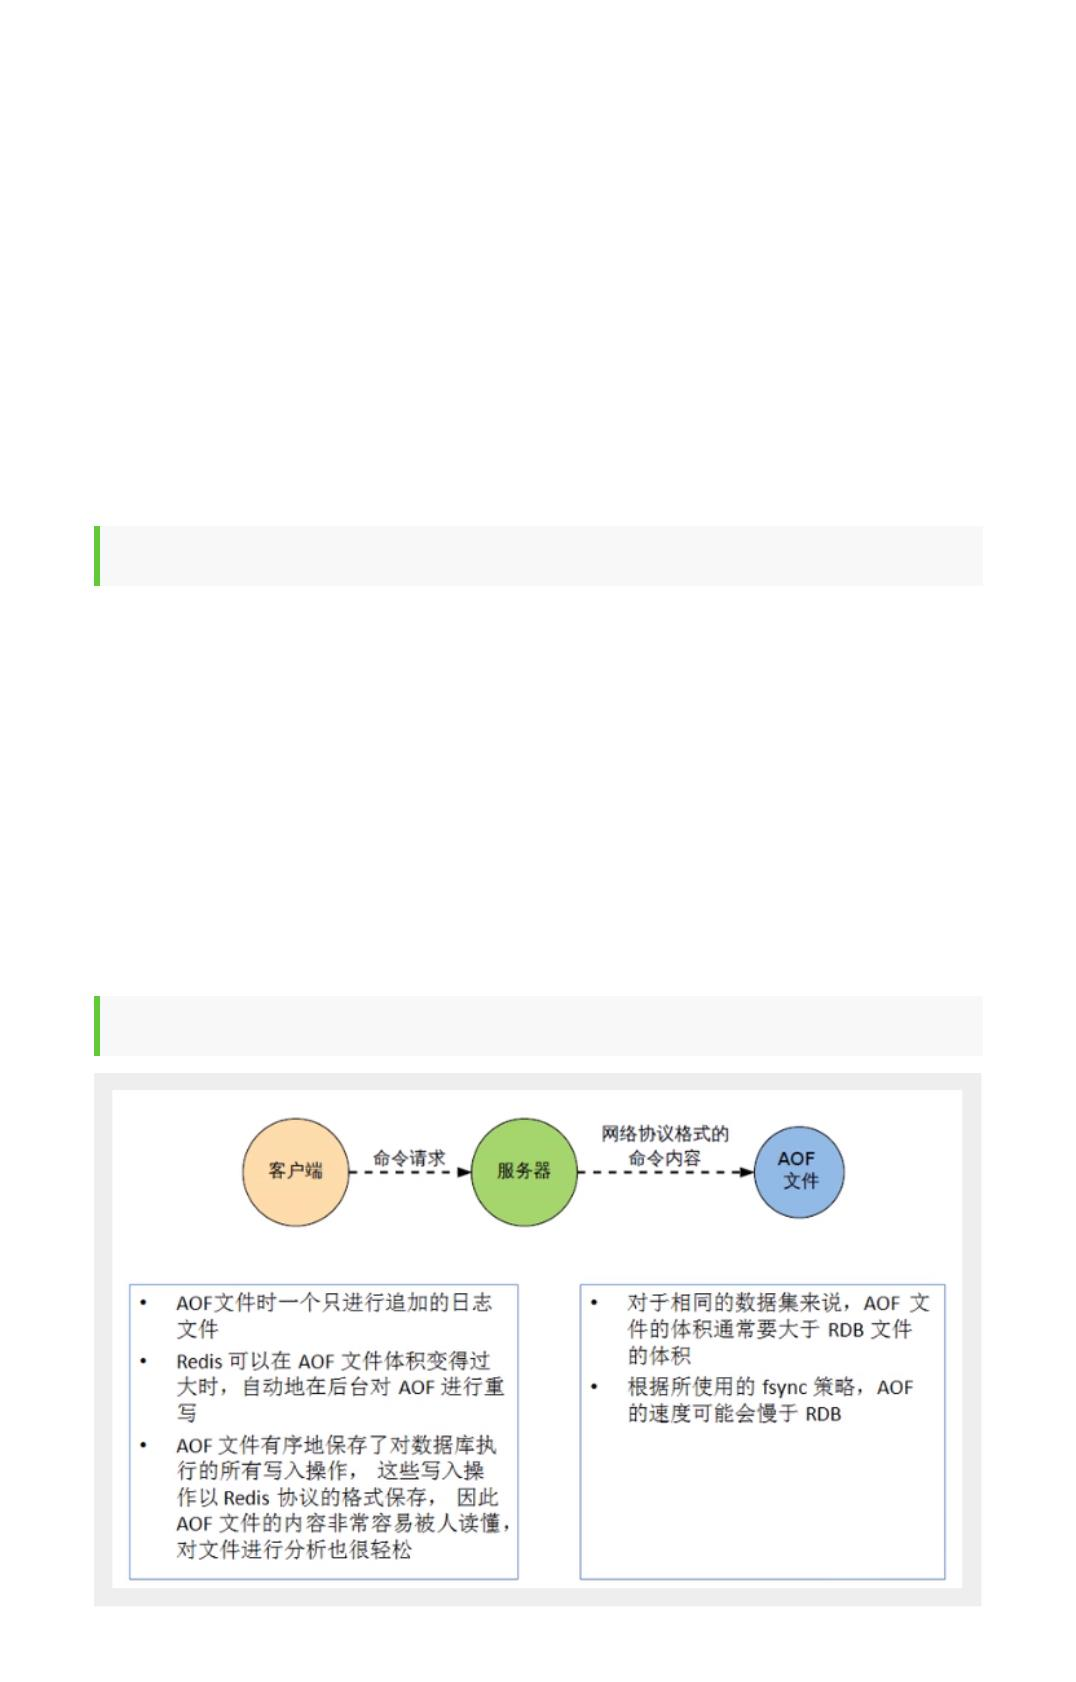 客户端
命令请求
服务器
网络协议格式的
命令内容
AOF
文件
• AOF文件时一个只进行追加的日志
文件
• Redis 可以在 AOF 文件体积变得过
大时，自动地在后台对 AOF 进行重
写
• AOF 文件有序地保存了对数据库执
行的所有写入操作， 这些写入操
作以 Redis 协议的格式保存， 因此
AOF 文件的内容非常容易被人读懂，
对文件进行分析也很轻松
• 对于相同的数据集来说，AOF 文
件的体积通常要大于 RDB 文件
的体积
• 根据所使用的 fsync 策略，AOF
的速度可能会慢于 RDB